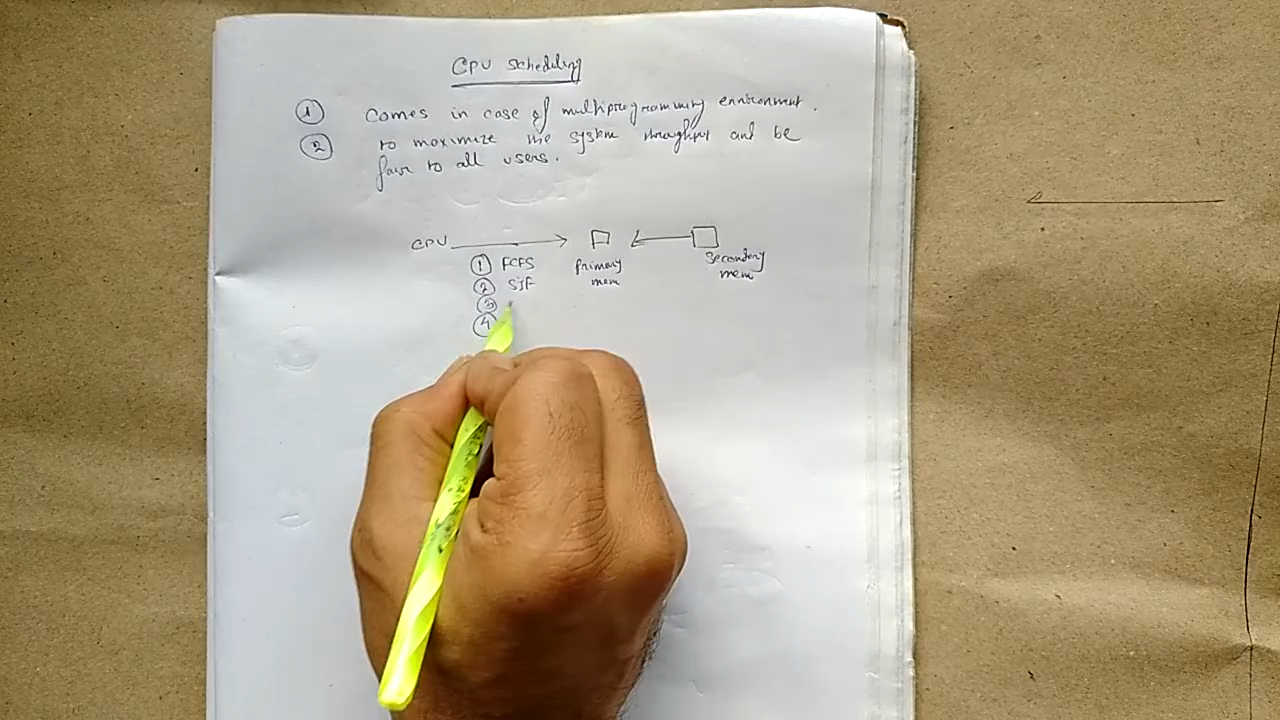 CPU Scheduling
① Comes in case of multiprogramming environment.
② to maximize the system throughput and be
fair to all users.
CPU
Primary
mem
Secondary
mem
① FCFS
② SJF
③
④